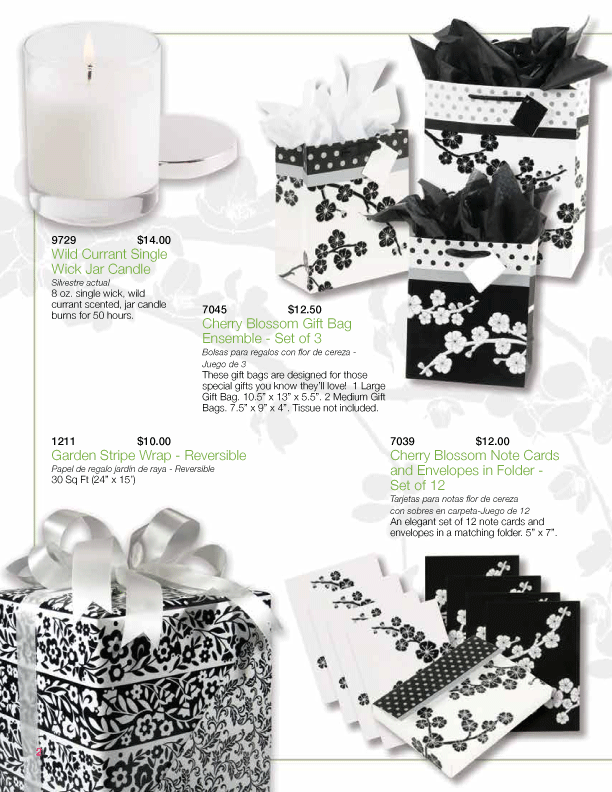 9729 $14.00
Wild Currant Single
Wick Jar Candle
Silvestre actual
8 oz. single wick, wild
currant scented, jar candle
burns for 50 hours.
7045 $12.50
Cherry Blossom Gift Bag
Ensemble - Set of 3
Bolsas para regalos con flor de cereza -
Juego de 3
These gift bags are designed for those
special gifts you know they'll love! 1 Large
Gift Bag. 10.5" x 13" x 5.5". 2 Medium Gift
Bags. 7.5" x 9" x 4". Tissue not included.
1211 $10.00
Garden Stripe Wrap - Reversible
Papel de regalo jardín de raya - Reversible
30 Sq Ft (24" x 15')
7039 $12.00
Cherry Blossom Note Cards
and Envelopes in Folder -
Set of 12
Tarjetas para notas flor de cereza
con sobres en carpeta-Juego de 12
An elegant set of 12 note cards and
envelopes in a matching folder. 5" x 7".